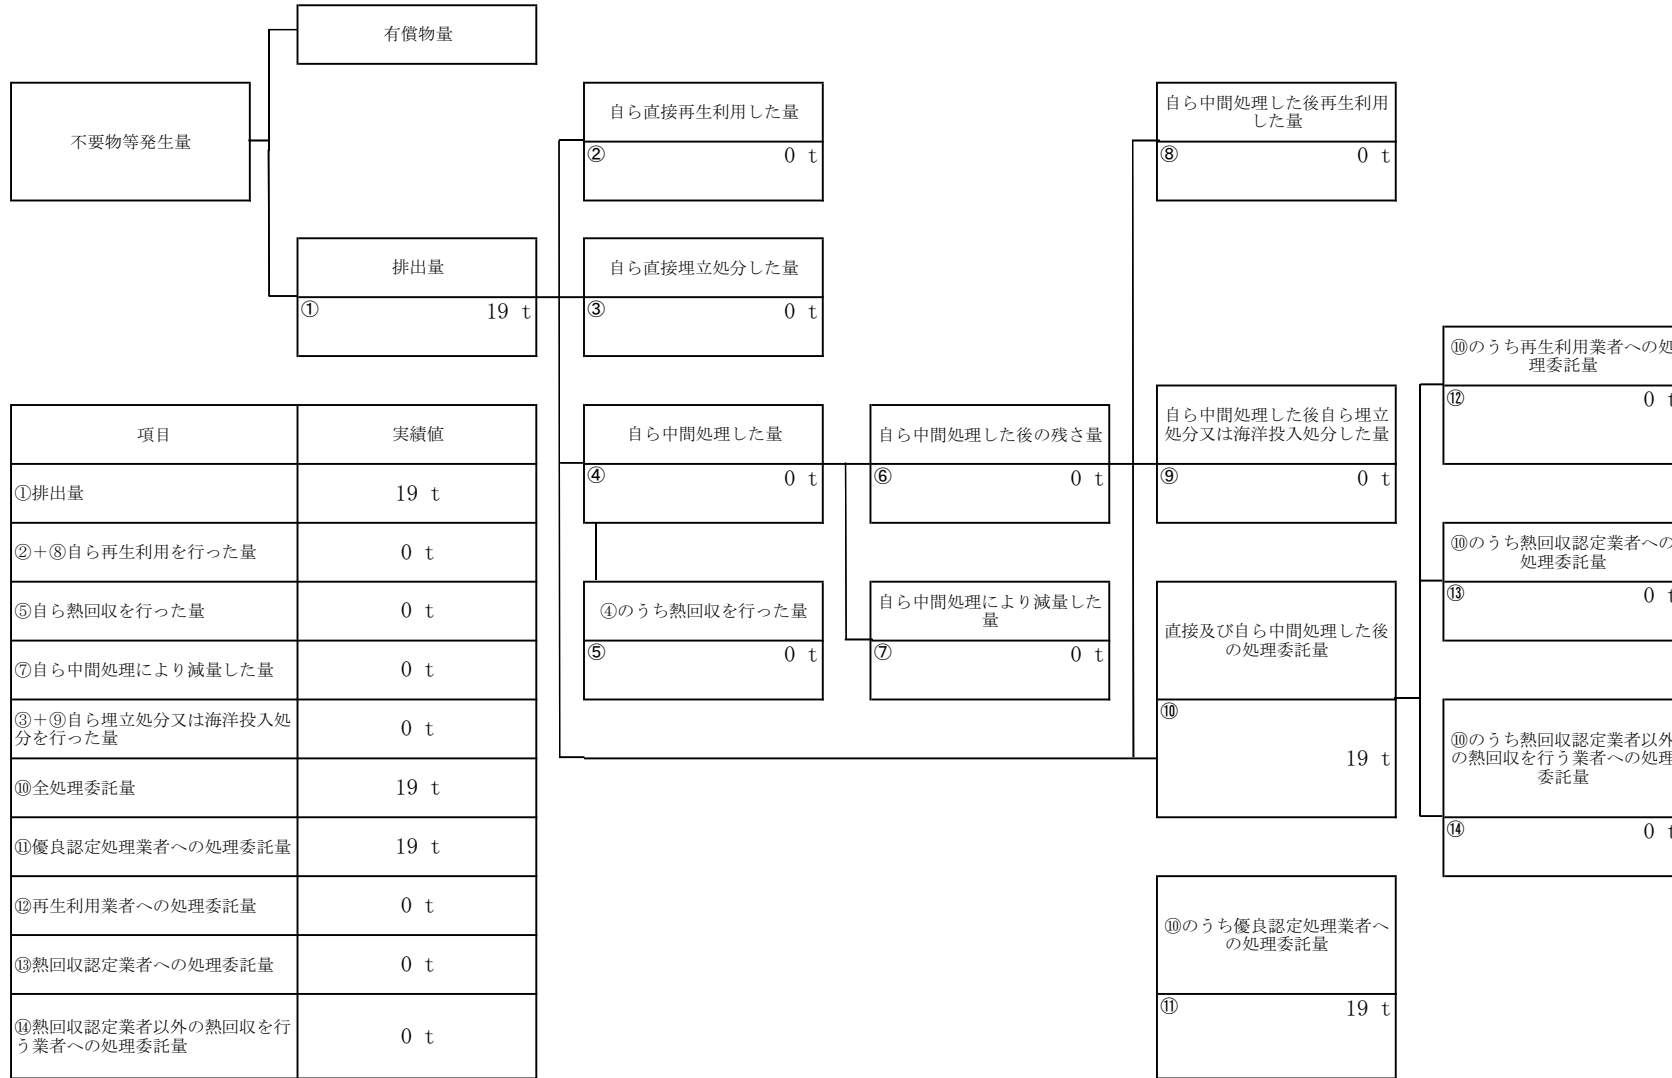 有償物量
不要物等発生量
自ら直接再生利用した量
② 0 t
自ら中間処理した後再生利用
した量
⑧ 0 t
排出量
① 19 t
自ら直接埋立処分した量
③ 0 t
⑩のうち再生利用業者への処
理委託量
⑫ 0 t
自ら中間処理した量
④ 0 t
自ら中間処理した後の残さ量
⑥ 0 t
自ら中間処理した後自ら埋立
処分又は海洋投入処分した量
⑨ 0 t
⑩のうち熱回収認定業者への
処理委託量
⑬ 0 t
④のうち熱回収を行った量
⑤ 0 t
自ら中間処理により減量した
量
⑦ 0 t
直接及び自ら中間処理した後
の処理委託量
⑩
19 t
⑩のうち熱回収認定業者以外
の熱回収を行う業者への処理
委託量
⑭ 0 t
⑩のうち優良認定処理業者へ
の処理委託量
⑪ 19 t
項目 実績値
①排出量 19 t
②+⑧自ら再生利用を行った量 0 t
⑤自ら熱回収を行った量 0 t
⑦自ら中間処理により減量した量 0 t
③+⑨自ら埋立処分又は海洋投入処
分を行った量 0 t
⑩全処理委託量 19 t
⑪優良認定処理業者への処理委託量 19 t
⑫再生利用業者への処理委託量 0 t
⑬熱回収認定業者への処理委託量 0 t
⑭熱回収認定業者以外の熱回収を行
う業者への処理委託量 0 t